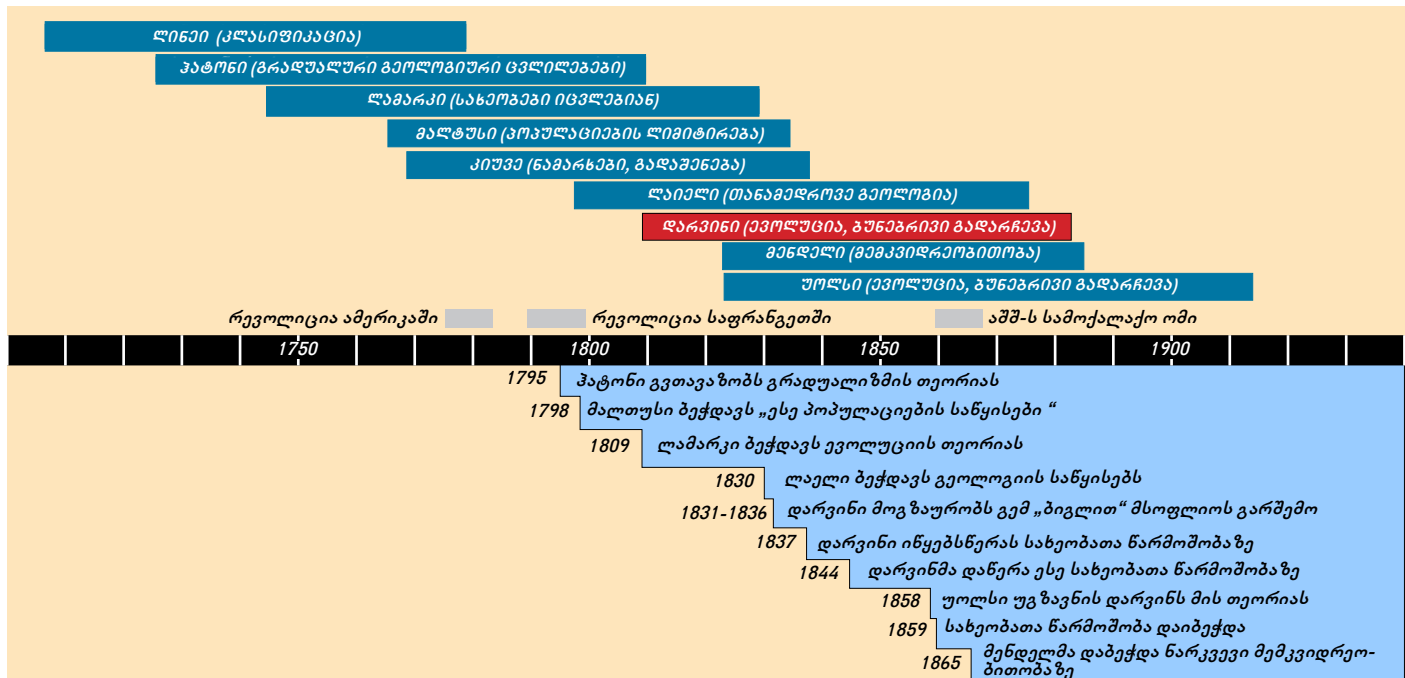 ლინეი (კლასიფიკაცია)
ჰატონი (გრადუალური გეოლოგიური ცვლილებები)
ლამარკი (სახეობები იცვლებიან)
მალტუსი (პოპულაციების ლიმიტირება)
კიუვე (ნამარხები, გადაშენება)
ლაიელი (თანამედროვე გეოლოგია)
დარვინი (ევოლუცია, ბუნებრივი გადარჩევა)
მენდელი (მემკვიდრეობითობა)
უოლსი (ევოლუცია, ბუნებრივი გადარჩევა)
რევოლიცია ამერიკაში
რევოლიცია საფრანგეთში
აშშ-ს სამოქალაქო ომი
1750
1800
1850
1900
1795 ჰატონი გვთავაზობს გრადუალიზმის თეორიას
1798 მალთუსი ბეჭდავს „ესე პოპულაციების საწყისები “
1809 ლამარკი ბეჭდავს ევოლუციის თეორიას
1830 ლაელი ბეჭდავს გეოლოგიის საწყისებს
1831-1836 დარვინი მოგზაურობს გემ „ბიგლით“ მსოფლიოს გარშემო
1837 დარვინი იწყებსწერას სახეობათა წარმოშობაზე
1844 დარვინმა დაწერა ესე სახეობათა წარმოშობაზე
1858 უოლსი უგზავნის დარვინს მის თეორიას
1859 სახეობათა წარმოშობა დაიბეჭდა
1865 მენდელმა დაბეჭდა ნარკვევი მემკვიდრეო-
ბითობაზე